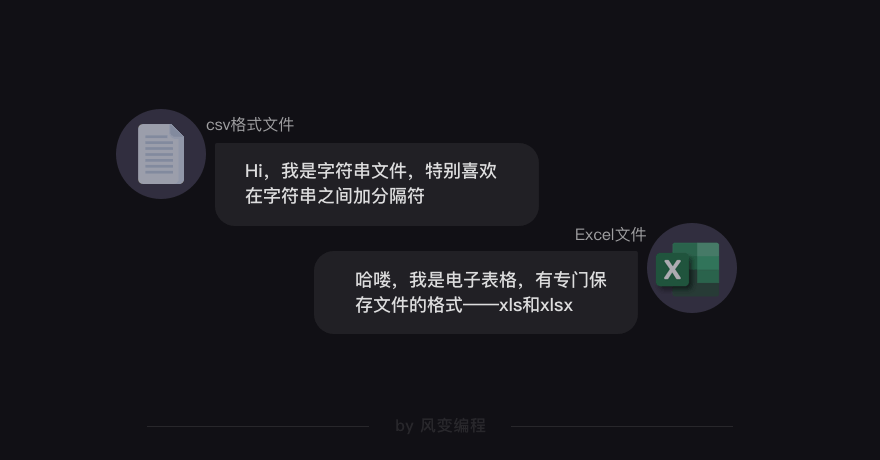 csv格式文件
Hi，我是字符串文件，特别喜欢
在字符串之间加分隔符
Excel文件
X
哈喽，我是电子表格，有专门保
存文件的格式——xls和xlsx
by 风变编程